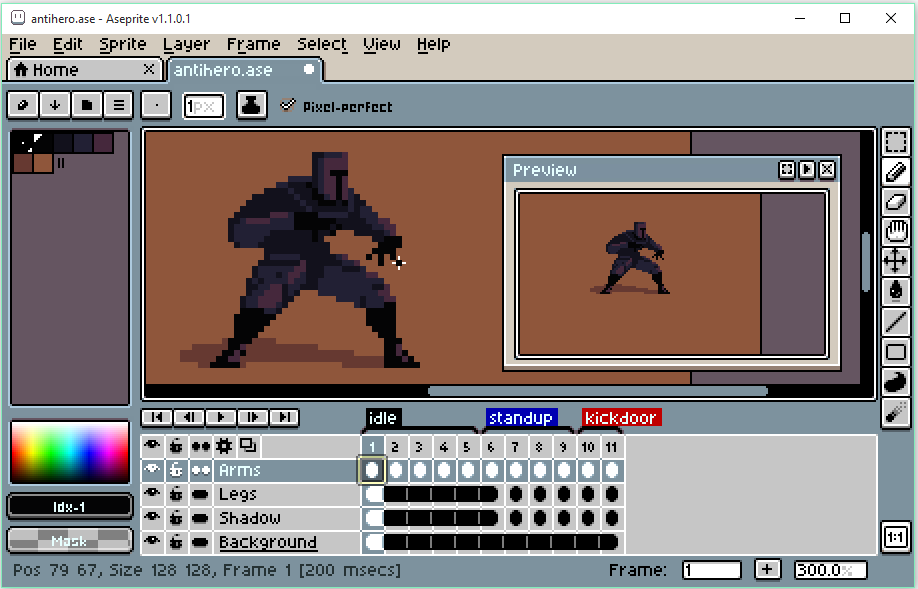 antihero.ase - Aseprite v1.1.0.1
File Edit Sprite Layer Frame Select View Help
Home antihero.ase
1px Pixel-perfect
Preview
idle standup kickdoor
1 2 3 4 5 6 7 8 9 10 11
Arms
Legs
Shadow
Background
Idx-1
Mask
1:1
Pos 79 67, Size 128 128, Frame 1 [200 msecs] Frame: 1 + 300.0%